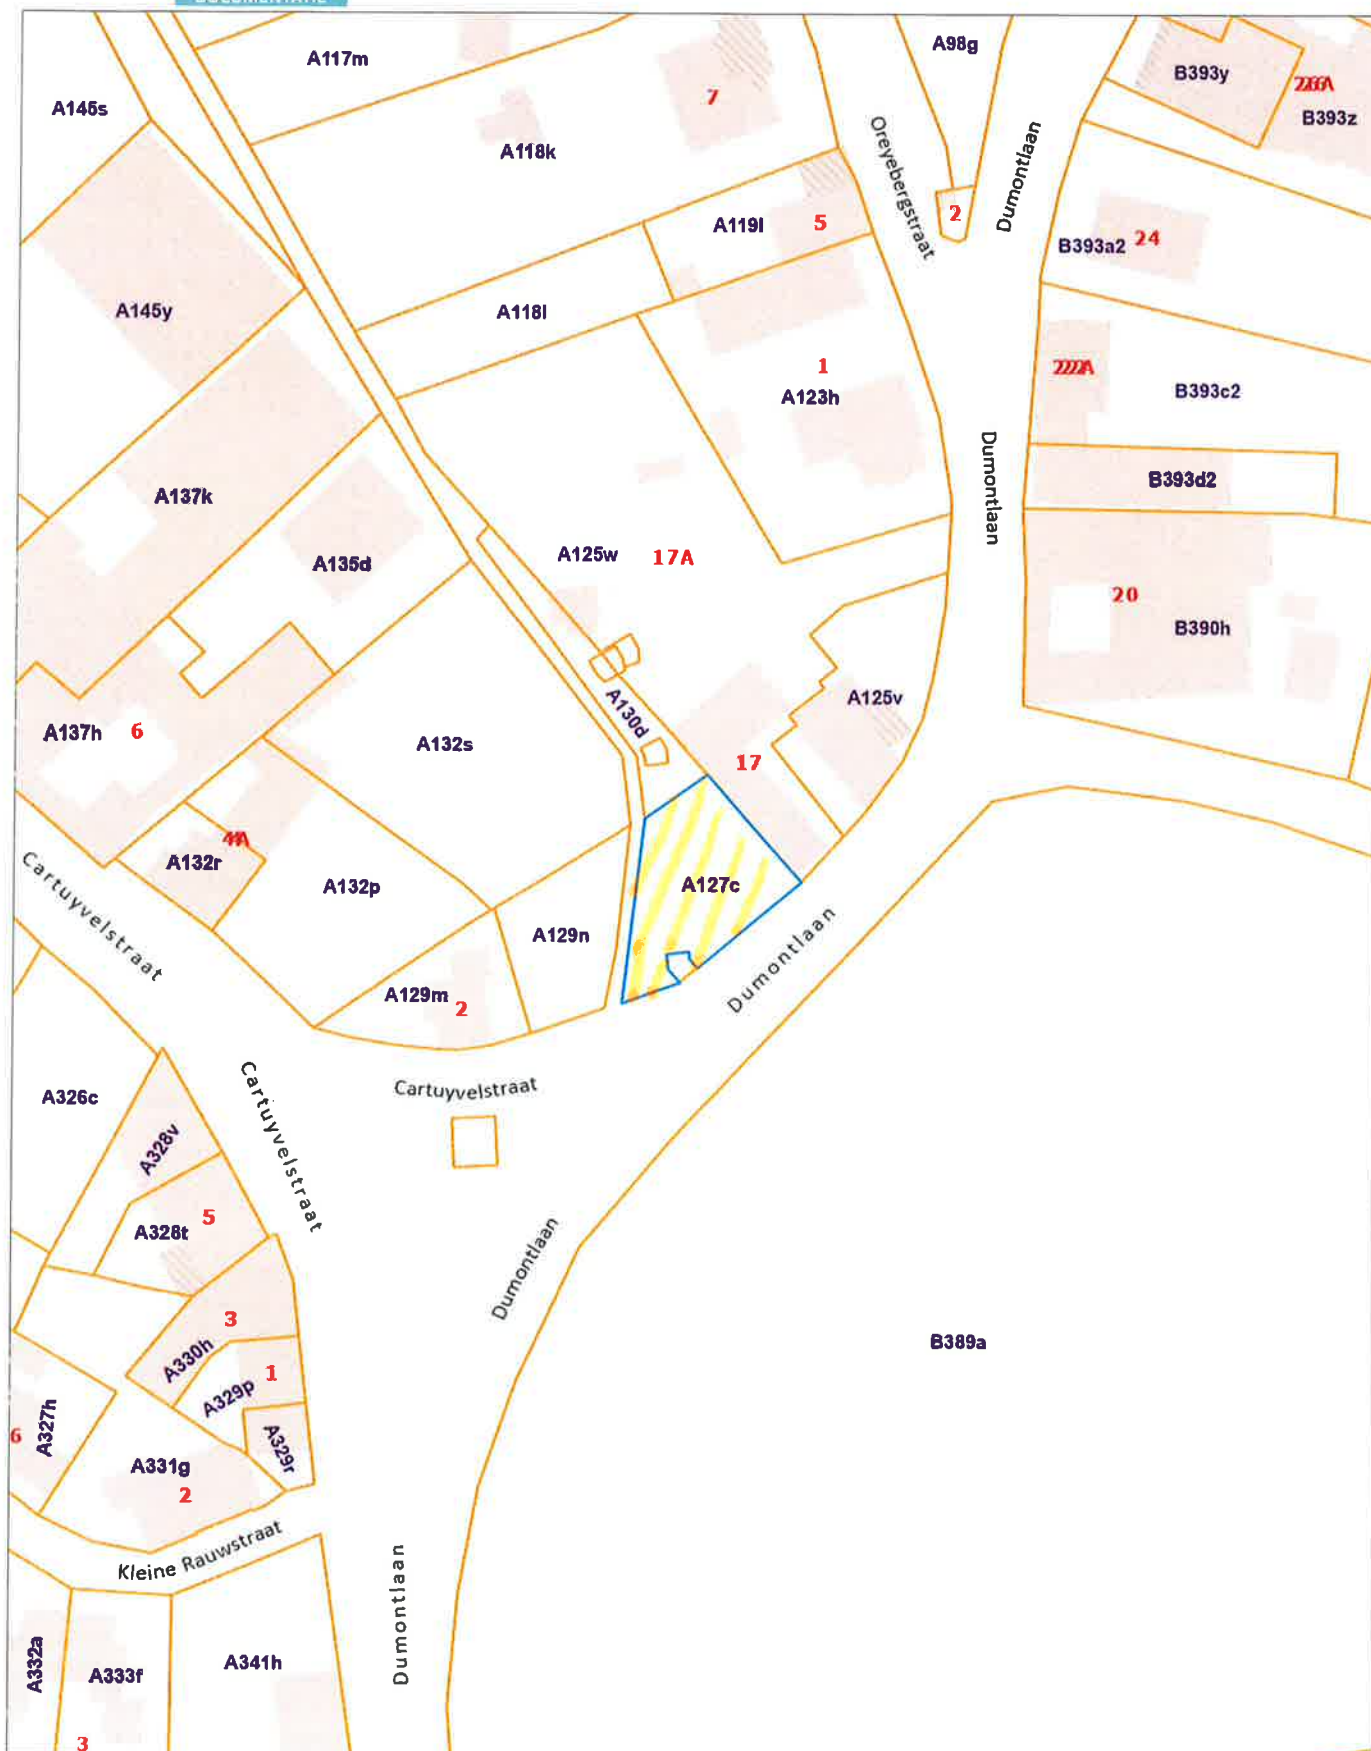 A117m
A98g
B393y
226A
B393z
A145s
7
A118k
Oreyebergstraat
Dumontlaan
A119l
5
2
B393a2
24
A145y
A118l
1
A123h
B393c2
Dumontlaan
B393d2
A137k
A135d
A125w
17A
20
B390h
A137h
6
A132s
A130d
A125v
17
A132r
A132p
A127c
Cartuyvelstraat
A129n
A129m
2
Dumontlaan
Cartuyvelstraat
Cartuyvelstraat
A326c
A328v
A328t
5
Dumontlaan
3
A330h
1
A329p
B389a
6
A327h
A329r
A331g
2
Kleine Rauwstraat
Dumontlaan
A332a
A333f
A341h
3